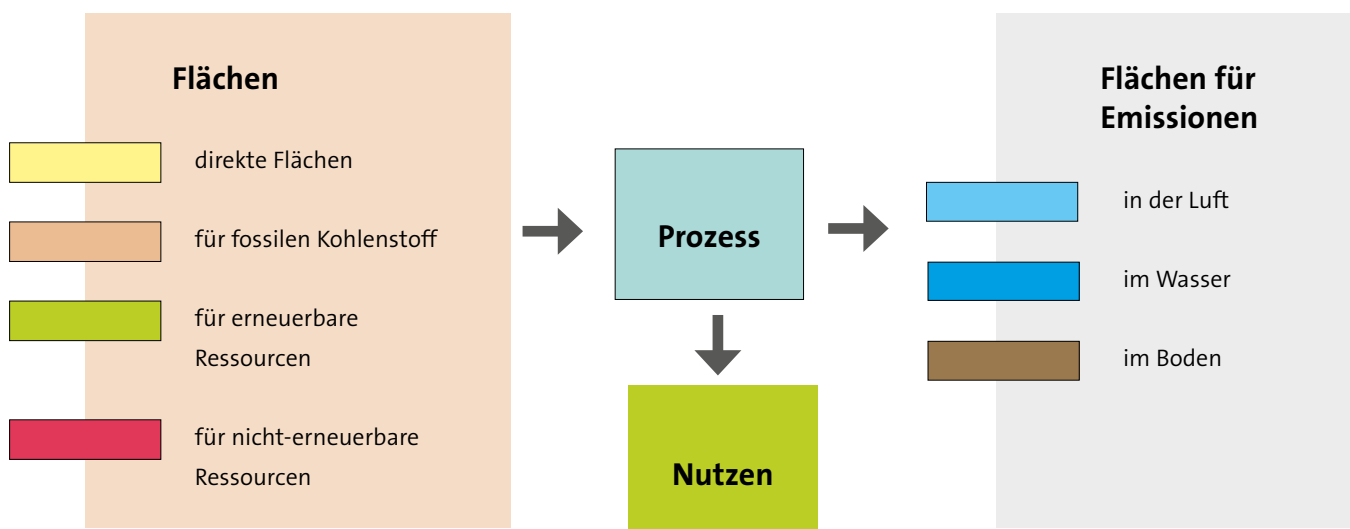 Flächen
direkte Flächen
für fossilen Kohlenstoff
für erneuerbare
Ressourcen
für nicht-erneuerbare
Ressourcen
Prozess
Nutzen
Flächen für
Emissionen
in der Luft
im Wasser
im Boden